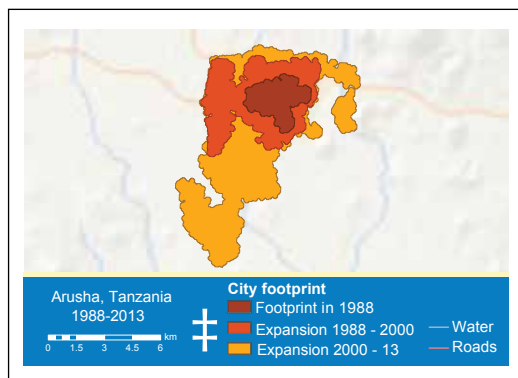 Arusha, Tanzania
1988-2013
km
0 1.5 3 4.5 6
City footprint
Footprint in 1988
Expansion 1988 - 2000
Expansion 2000 - 13
Water
Roads